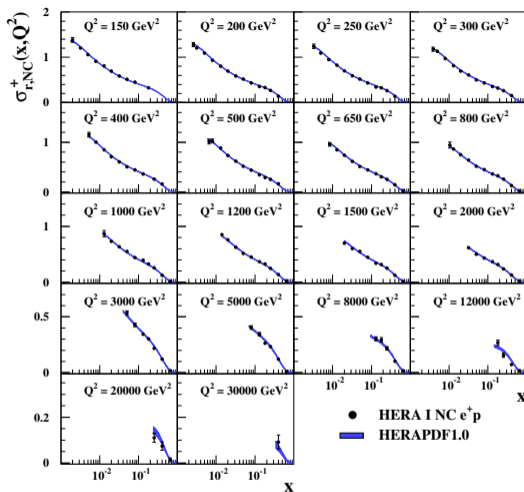 σ⁺r,NC(x,Q²)
2
Q² = 150 GeV²
Q² = 200 GeV²
Q² = 250 GeV²
Q² = 300 GeV²
1
0
Q² = 400 GeV²
Q² = 500 GeV²
Q² = 650 GeV²
Q² = 800 GeV²
1
0
Q² = 1000 GeV²
Q² = 1200 GeV²
Q² = 1500 GeV²
Q² = 2000 GeV²
1
0
Q² = 3000 GeV²
Q² = 5000 GeV²
Q² = 8000 GeV²
Q² = 12000 GeV²
0.5
0
10⁻² 10⁻¹ 10⁻² 10⁻¹
x
Q² = 20000 GeV²
Q² = 30000 GeV²
0.2
0
10⁻² 10⁻¹ 10⁻² 10⁻¹
x
HERA I NC e⁺p
HERAPDF1.0